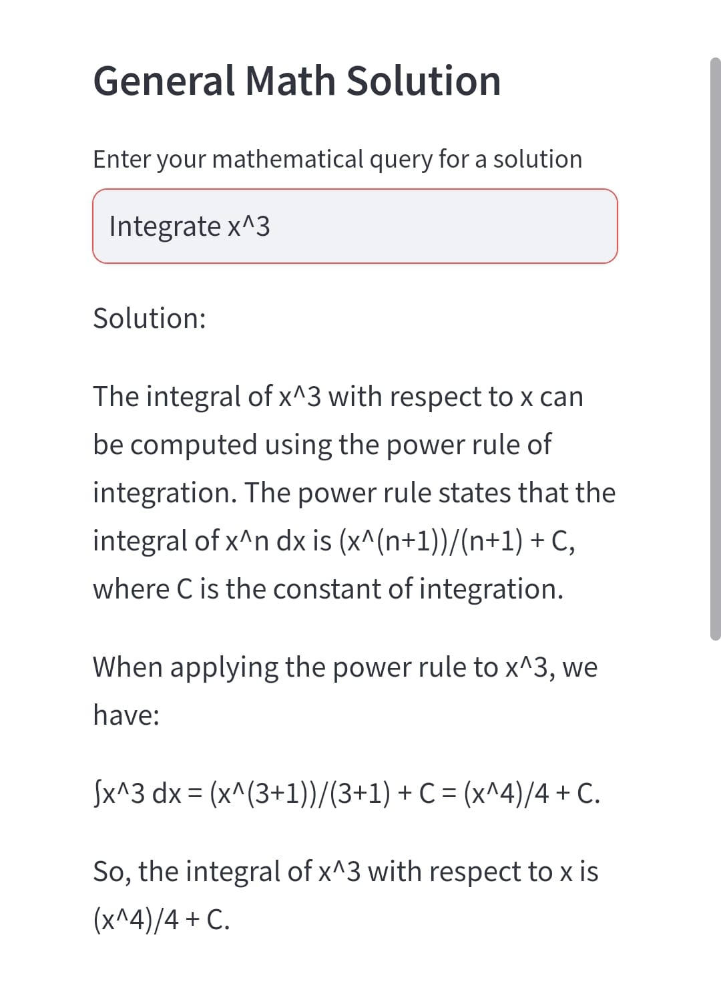 General Math Solution
Enter your mathematical query for a solution
Integrate x^3
Solution:
The integral of x^3 with respect to x can
be computed using the power rule of
integration. The power rule states that the
integral of x^n dx is (x^(n+1))/(n+1) + C,
where C is the constant of integration.
When applying the power rule to x^3, we
have:
∫x^3 dx = (x^(3+1))/(3+1) + C = (x^4)/4 + C.
So, the integral of x^3 with respect to x is
(x^4)/4 + C.